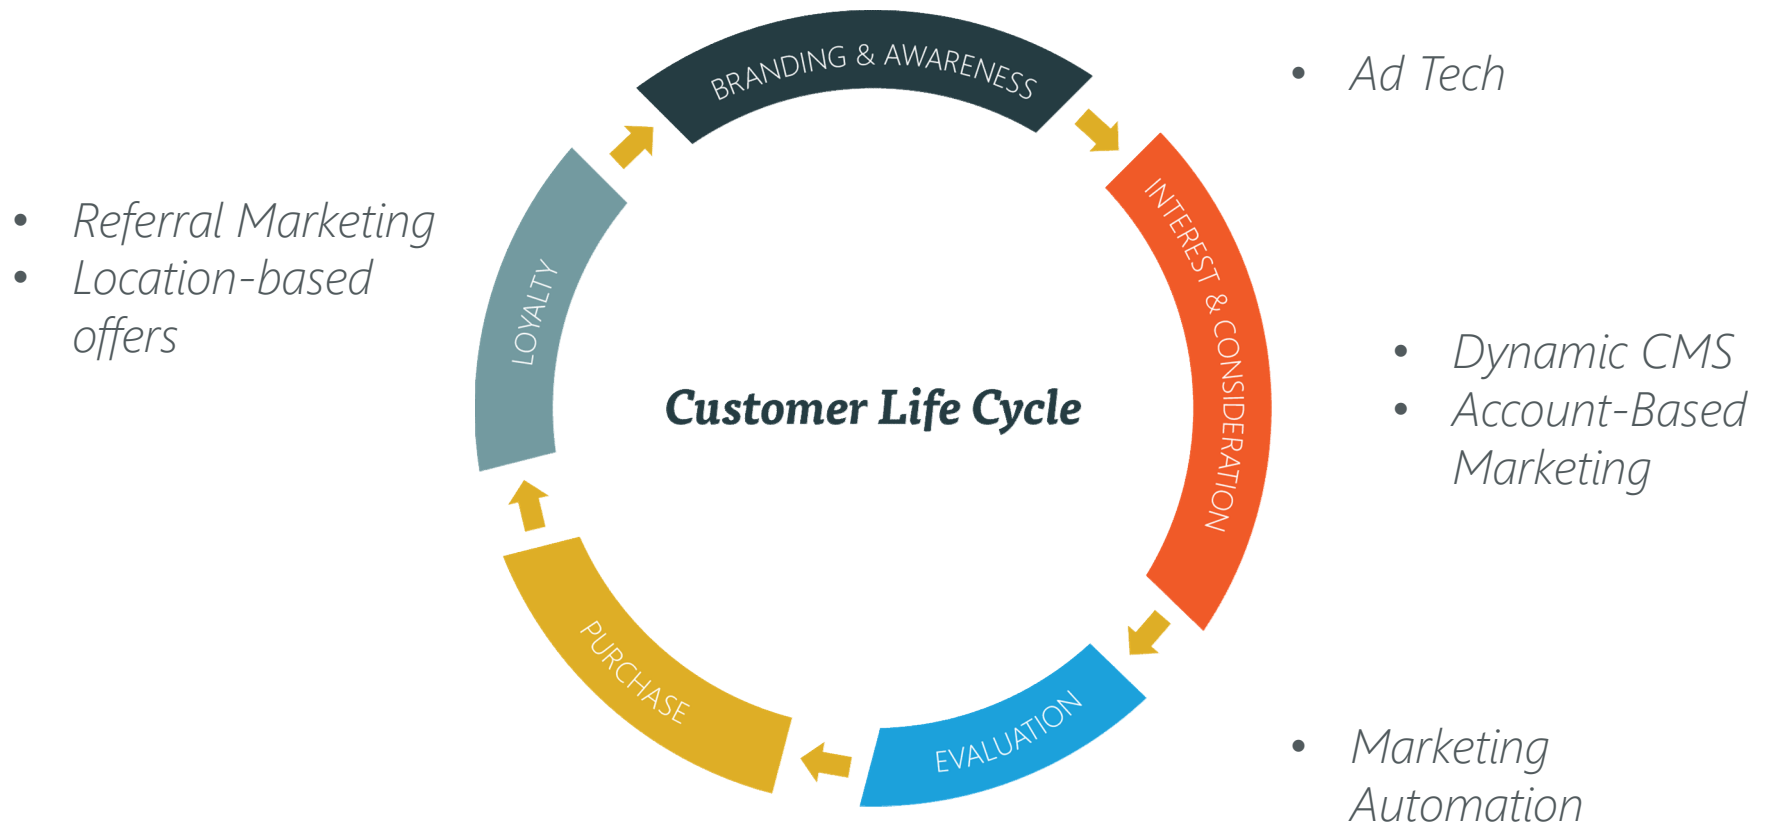 BRANDING & AWARENESS
• Ad Tech
INTEREST & CONSIDERATION
• Referral Marketing
• Location-based
offers
LOYALTY
Customer Life Cycle
• Dynamic CMS
• Account-Based
Marketing
PURCHASE
EVALUATION
• Marketing
Automation